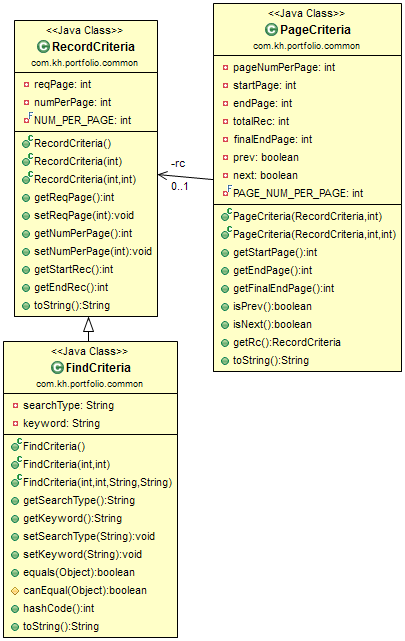 <<Java Class>>
RecordCriteria
com.kh.portfolio.common
reqPage: int
numPerPage: int
F NUM_PER_PAGE: int
RecordCriteria()
RecordCriteria(int)
RecordCriteria(int,int)
getReqPage():int
setReqPage(int):void
getNumPerPage():int
setNumPerPage(int):void
getStartRec():int
getEndRec():int
toString():String
<<Java Class>>
PageCriteria
com.kh.portfolio.common
pageNumPerPage: int
startPage: int
endPage: int
totalRec: int
finalEndPage: int
prev: boolean
next: boolean
F PAGE_NUM_PER_PAGE: int
C PageCriteria(RecordCriteria,int)
C PageCriteria(RecordCriteria,int,int)
getStartPage():int
getEndPage():int
getFinalEndPage():int
isPrev():boolean
isNext():boolean
getRc():RecordCriteria
toString():String
-rc
0..1
<<Java Class>>
FindCriteria
com.kh.portfolio.common
searchType: String
keyword: String
FindCriteria()
FindCriteria(int,int)
FindCriteria(int,int,String,String)
getSearchType():String
getKeyword():String
setSearchType(String):void
setKeyword(String):void
equals(Object):boolean
canEqual(Object):boolean
hashCode():int
toString():String